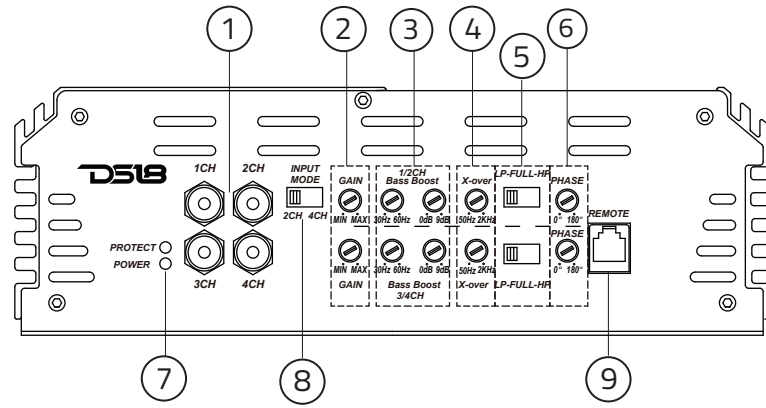 1 2 3 4 5 6
DS18
1CH 2CH
INPUT MODE
2CH 4CH
GAIN
MIN MAX
1/2CH
Bass Boost
30Hz 60Hz 0dB 9dB
X-over
50Hz 2KHz
LP-FULL-HP
PHASE
0° 180°
REMOTE
PROTECT
POWER
3CH 4CH
MIN MAX
GAIN
30Hz 60Hz 0dB 9dB
Bass Boost
3/4CH
50Hz 2KHz
X-over
LP-FULL-HP
PHASE
0° 180°
7 8 9